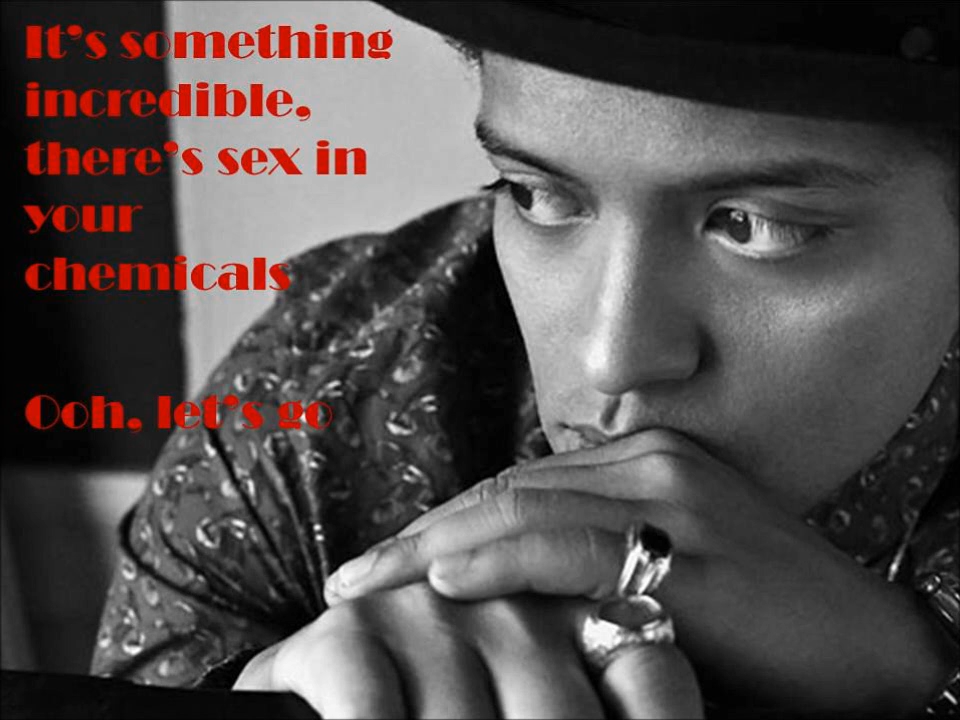 It's something
incredible,
there's sex in
your
chemicals
Ooh, let's go